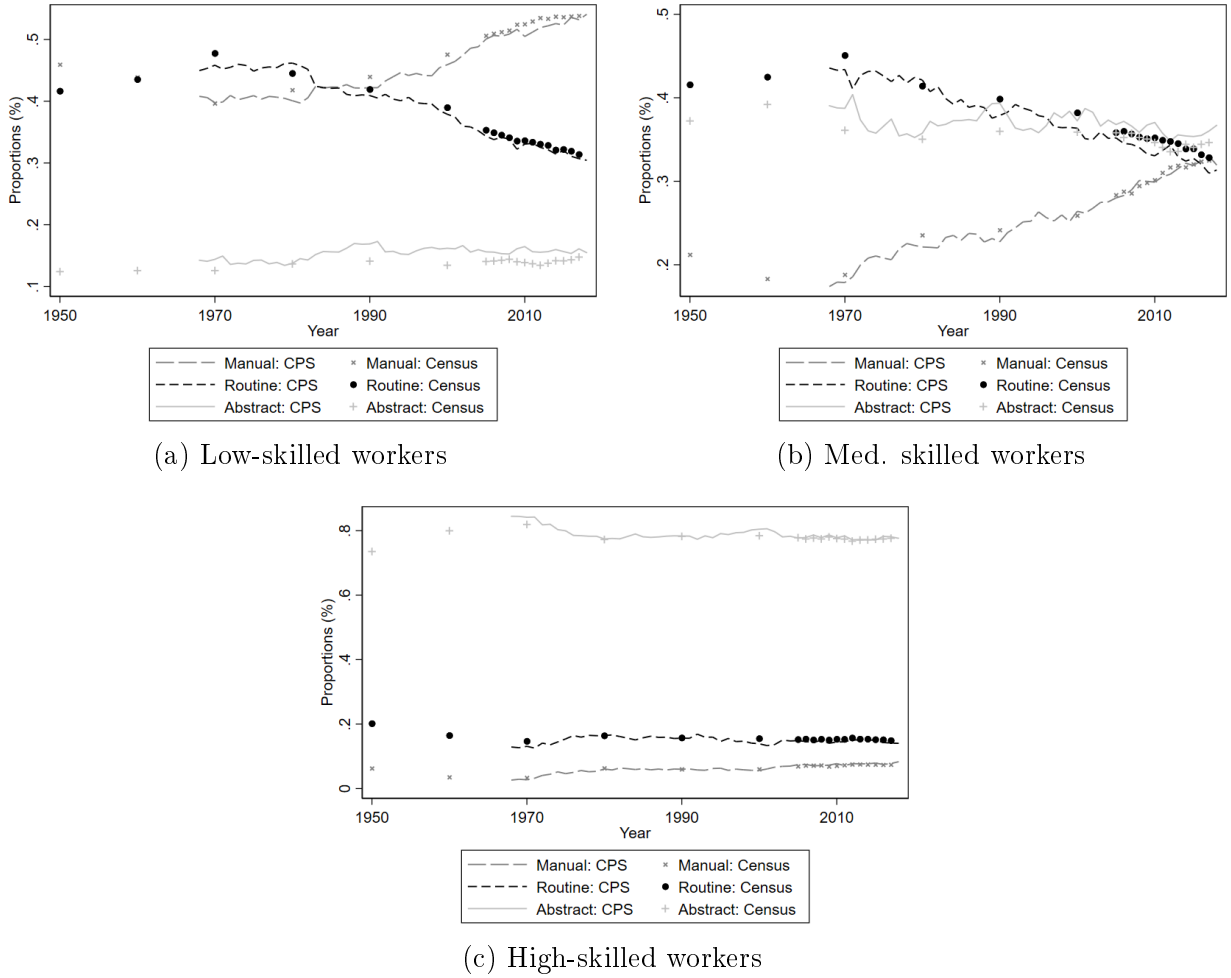 Proportions (%)
.1 .2 .3 .4 .5
1950 1970 1990 2010
Year
Manual: CPS Manual: Census
Routine: CPS Routine: Census
Abstract: CPS Abstract: Census
(a) Low-skilled workers
Proportions (%)
.2 .3 .4 .5
1950 1970 1990 2010
Year
Manual: CPS Manual: Census
Routine: CPS Routine: Census
Abstract: CPS Abstract: Census
(b) Med. skilled workers
Proportions (%)
0 .2 .4 .6 .8
1950 1970 1990 2010
Year
Manual: CPS Manual: Census
Routine: CPS Routine: Census
Abstract: CPS Abstract: Census
(c) High-skilled workers